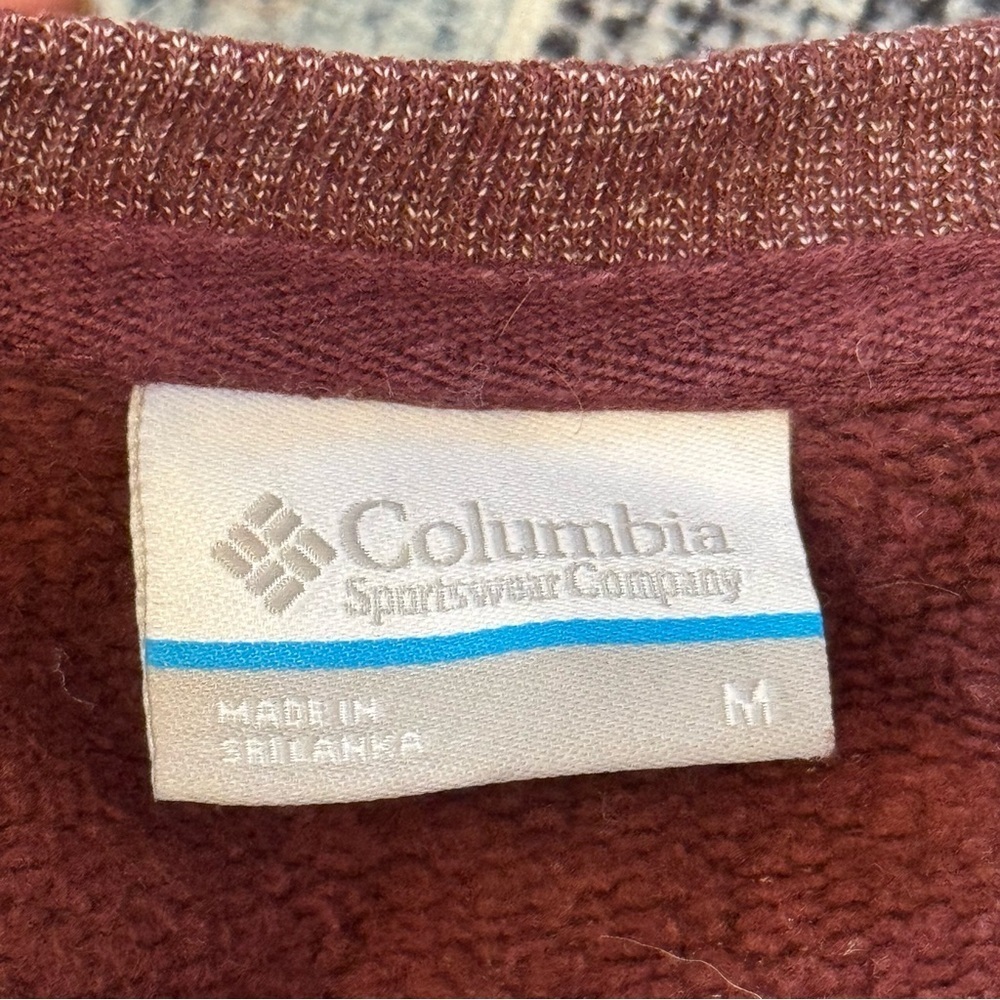 Columbia
Sportswear Company
MADE IN
SRI LANKA
M